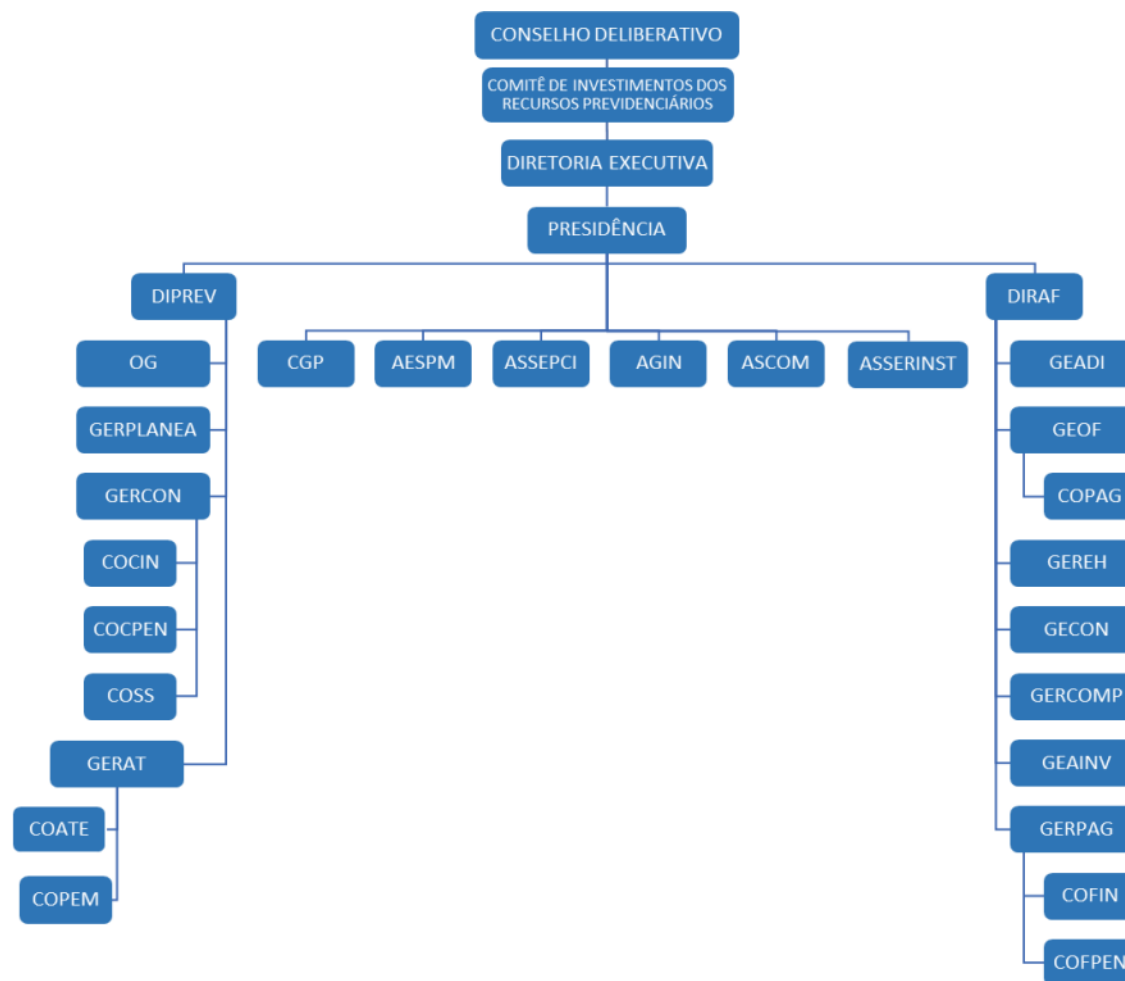 CONSELHO DELIBERATIVO
COMITÊ DE INVESTIMENTOS DOS
RECURSOS PREVIDENCIÁRIOS
DIRETORIA EXECUTIVA
PRESIDÊNCIA
DIPREV
DIRAF
OG
CGP
AESPM
ASSEPCI
AGIN
ASCOM
ASSERINST
GEADI
GERPLANEA
GEOF
GERCON
COPAG
COCIN
GEREH
COCPEN
GECON
COSS
GERCOMP
GERAT
GEAINV
COATE
GERPAG
COPEM
COFIN
COFPEN